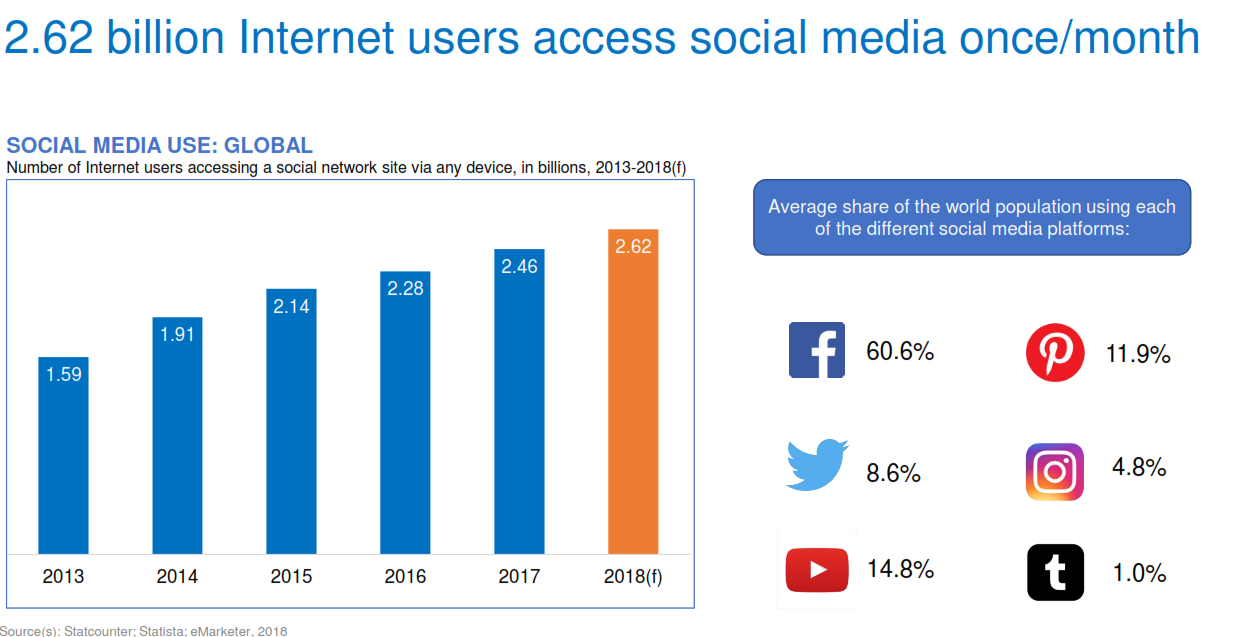 2.62 billion Internet users access social media once/month
SOCIAL MEDIA USE: GLOBAL
Number of Internet users accessing a social network site via any device, in billions, 2013-2018(f)
1.59
1.91
2.14
2.28
2.46
2.62
2013
2014
2015
2016
2017
2018(f)
Average share of the world population using each
of the different social media platforms:
60.6%
11.9%
8.6%
4.8%
14.8%
1.0%
Source(s): Statcounter; Statista; eMarketer, 2018